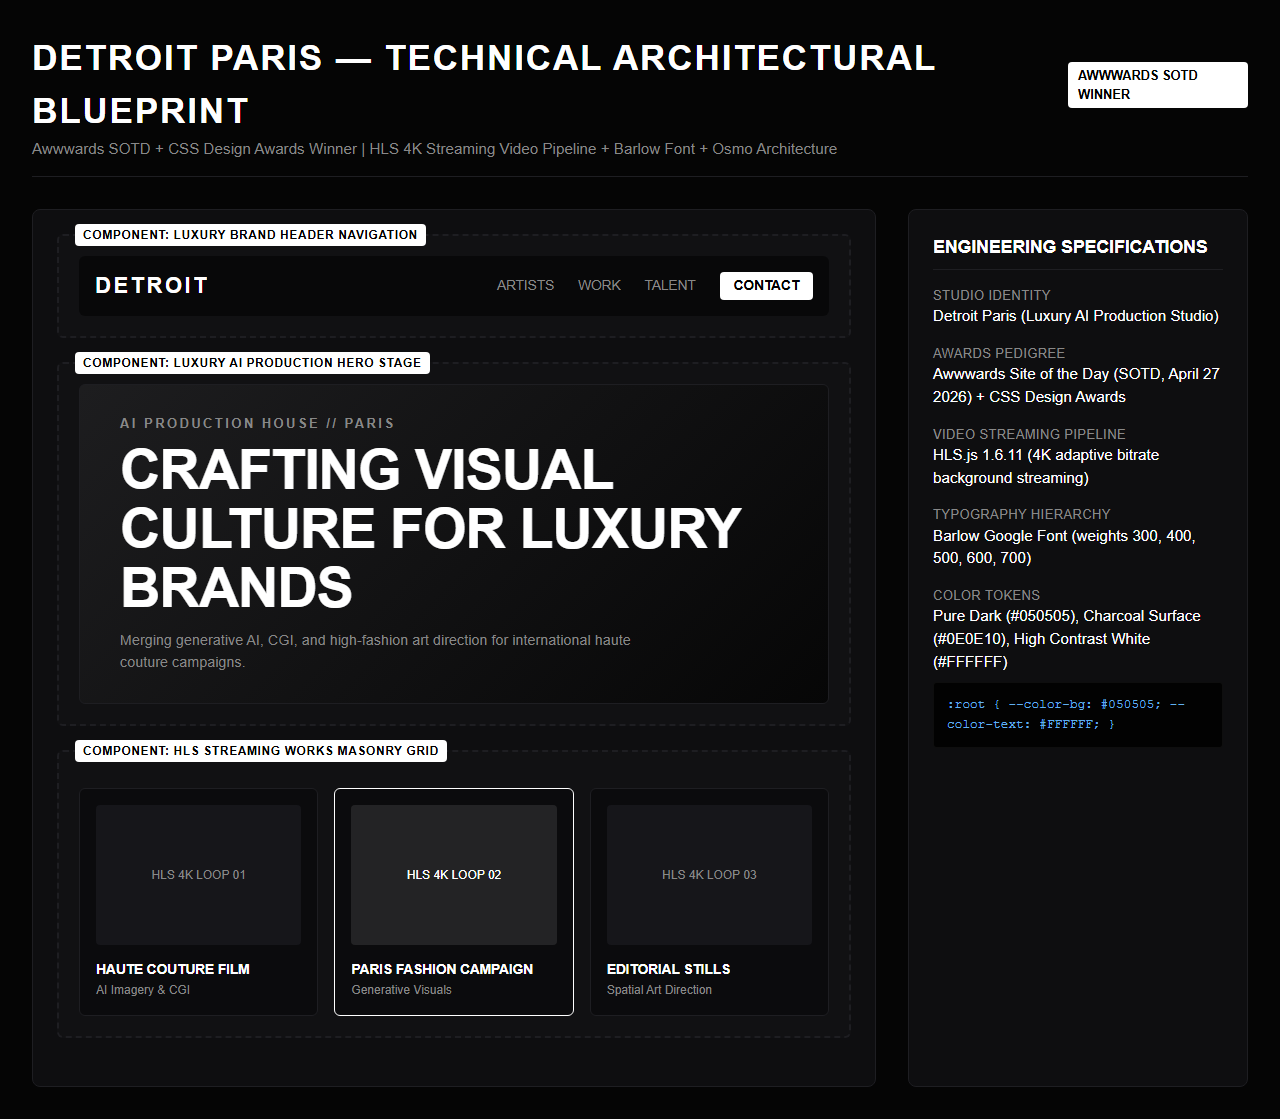 DETROIT PARIS — TECHNICAL ARCHITECTURAL
BLUEPRINT
AWWWARDS SOTD
WINNER
Awwwards SOTD + CSS Design Awards Winner | HLS 4K Streaming Video Pipeline + Barlow Font + Osmo Architecture
COMPONENT: LUXURY BRAND HEADER NAVIGATION
DETROIT
ARTISTS
WORK
TALENT
CONTACT
COMPONENT: LUXURY AI PRODUCTION HERO STAGE
AI PRODUCTION HOUSE // PARIS
CRAFTING VISUAL
CULTURE FOR LUXURY
BRANDS
Merging generative AI, CGI, and high-fashion art direction for international haute
couture campaigns.
COMPONENT: HLS STREAMING WORKS MASONRY GRID
HLS 4K LOOP 01
HAUTE COUTURE FILM
AI Imagery & CGI
HLS 4K LOOP 02
PARIS FASHION CAMPAIGN
Generative Visuals
HLS 4K LOOP 03
EDITORIAL STILLS
Spatial Art Direction
ENGINEERING SPECIFICATIONS
STUDIO IDENTITY
Detroit Paris (Luxury AI Production Studio)
AWARDS PEDIGREE
Awwwards Site of the Day (SOTD, April 27
2026) + CSS Design Awards
VIDEO STREAMING PIPELINE
HLS.js 1.6.11 (4K adaptive bitrate
background streaming)
TYPOGRAPHY HIERARCHY
Barlow Google Font (weights 300, 400,
500, 600, 700)
COLOR TOKENS
Pure Dark (#050505), Charcoal Surface
(#0E0E10), High Contrast White
(#FFFFFF)
:root { --color-bg: #050505; --
color-text: #FFFFFF; }